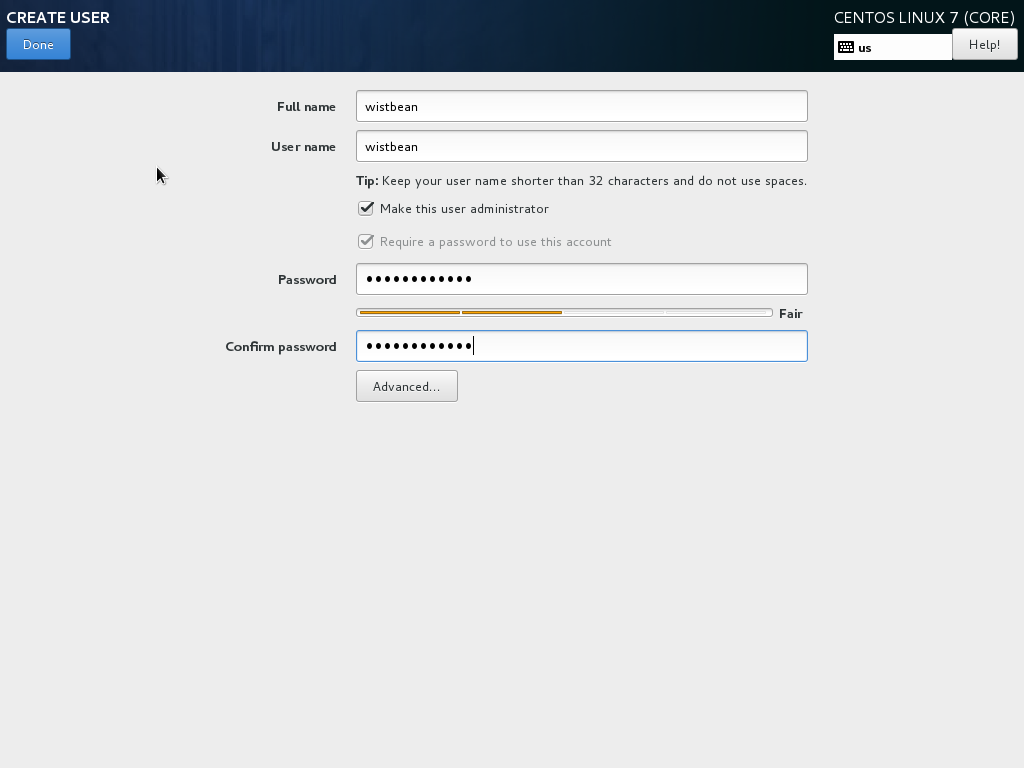 CREATE USER
CENTOS LINUX 7 (CORE)
Done
us
Help!
Full name
wistbean
User name
wistbean
Tip: Keep your user name shorter than 32 characters and do not use spaces.
Make this user administrator
Require a password to use this account
Password
••••••••••••
Fair
Confirm password
••••••••••••
Advanced...